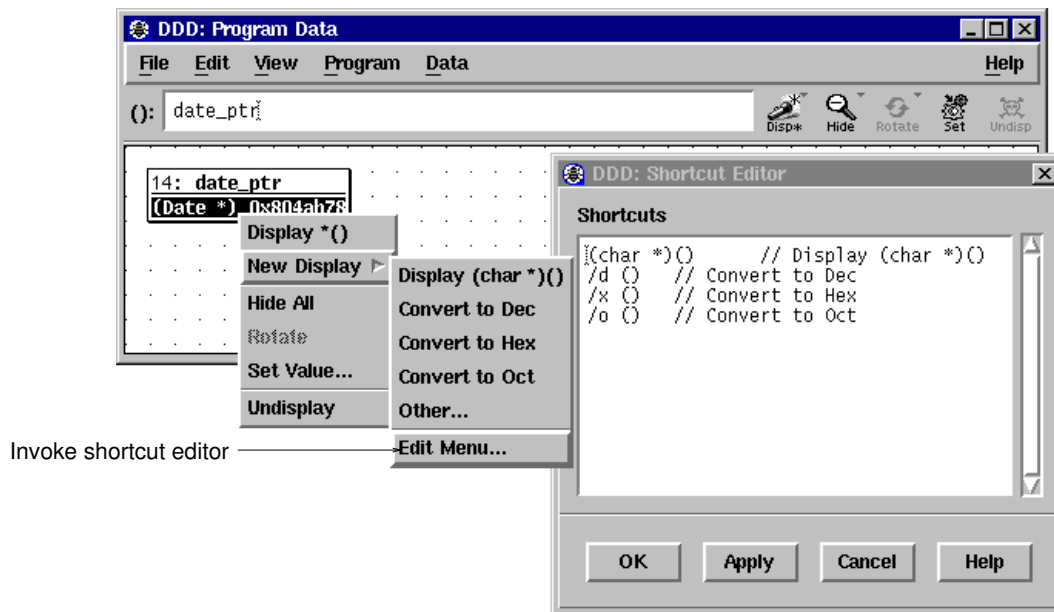 DDD: Program Data
File Edit View Program Data Help
(): date_ptr
Disp* Hide Rotate Set Undisp
14: date_ptr
(Date *) 0x804ab78
Display *()
New Display
Hide All
Rotate
Set Value...
Undisplay
Display (char *)()
Convert to Dec
Convert to Hex
Convert to Oct
Other...
Edit Menu...
Invoke shortcut editor
DDD: Shortcut Editor
Shortcuts
(char *)() // Display (char *)()
/d () // Convert to Dec
/x () // Convert to Hex
/o () // Convert to Oct
OK Apply Cancel Help